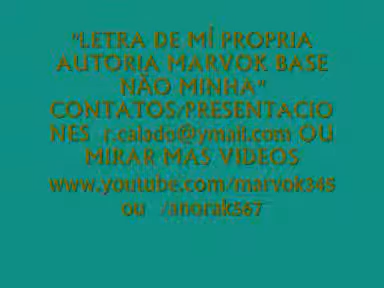 "LETRA DE MÍ PROPRIA
AUTORIA MARVOK BASE
NÃO MINHA"
CONTATOS/PRESENTACIO
NES r.calado@ymail.com OU
MIRAR MAS VIDEOS
www.youtube.com/marvok345
ou /anorak567